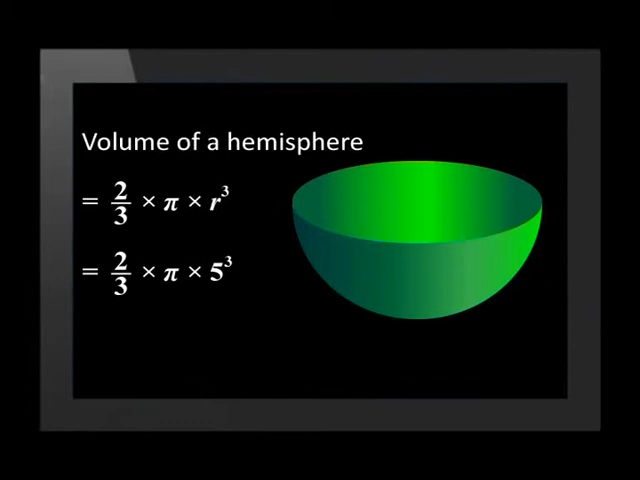 Volume of a hemisphere
= 2/3 × π × r³
= 2/3 × π × 5³